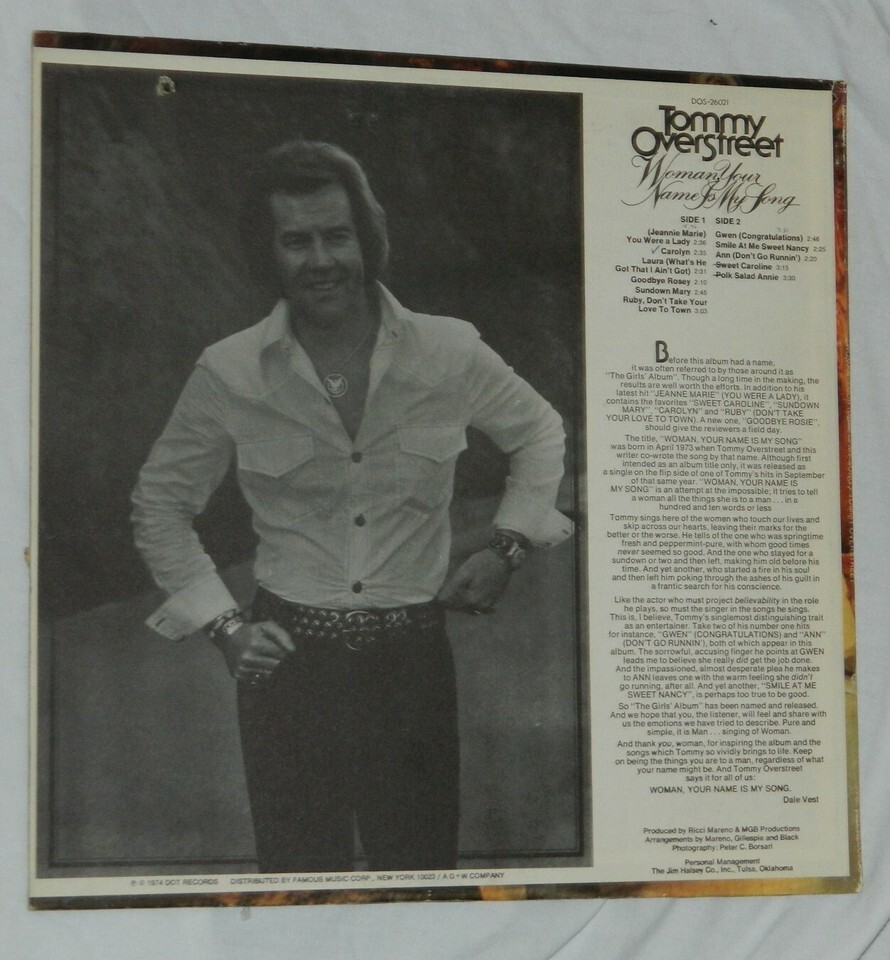 DOS-26021
Tommy
Overstreet
Woman, Your
Name Is My Song
SIDE 1
(Jeannie Marie)
You Were a Lady 2:36
Carolyn 2:35
Laura (What's He
Got That I Ain't Got) 2:31
Goodbye Rosey 2:10
Sundown Mary 2:45
Ruby, Don't Take Your
Love To Town 3:03
SIDE 2
Gwen (Congratulations) 2:48
Smile At Me Sweet Nancy 2:25
Ann (Don't Go Runnin') 2:20
Sweet Caroline 3:15
Polk Salad Annie 3:30
Before this album had a name,
it was often referred to by those around it as
"The Girls' Album". Though a long time in the making, the
results are well worth the efforts. In addition to his
latest hit "JEANNE MARIE" (YOU WERE A LADY), it
contains the favorites "SWEET CAROLINE", "SUNDOWN
MARY", "CAROLYN" and "RUBY" (DON'T TAKE
YOUR LOVE TO TOWN). A new one, "GOODBYE ROSIE",
should give the reviewers a field day.
The title, "WOMAN, YOUR NAME IS MY SONG"
was born in April 1973 when Tommy Overstreet and this
writer co-wrote the song by that name. Although first
intended as an album title only, it was released as
a single on the flip side of one of Tommy's hits in September
of that same year. "WOMAN, YOUR NAME IS
MY SONG" is an attempt at the impossible; it tries to tell
a woman all the things she is to a man . . . in a
hundred and ten words or less
Tommy sings here of the women who touch our lives and
skip across our hearts, leaving their marks for the
better or the worse. He tells of the one who was springtime
fresh and peppermint-pure, with whom good times
never seemed so good. And the one who stayed for a
sundown or two and then left, making him old before his
time. And yet another, who started a fire in his soul
and then left him poking through the ashes of his guilt in
a frantic search for his conscience.
Like the actor who must project believability in the role
he plays, so must the singer in the songs he sings.
This is, I believe, Tommy's singlemost distinguishing trait
as an entertainer. Take two of his number one hits
for instance, "GWEN" (CONGRATULATIONS) and "ANN"
(DON'T GO RUNNIN'), both of which appear in this
album. The sorrowful, accusing finger he points at GWEN
leads me to believe she really did get the job done.
And the impassioned, almost desperate plea he makes
to ANN leaves one with the warm feeling she didn't
go running, after all. And yet another, "SMILE AT ME
SWEET NANCY", is perhaps too true to be good.
So "The Girls' Album" has been named and released.
And we hope that you, the listener, will feel and share with
us the emotions we have tried to describe. Pure and
simple, it is Man . . . singing of Woman.
And thank you, woman, for inspiring the album and the
songs which Tommy so vividly brings to life. Keep
on being the things you are to a man, regardless of what
your name might be. And Tommy Overstreet
says it for all of us:
WOMAN, YOUR NAME IS MY SONG.
Dale Vest
Produced by Ricci Mareno & MGB Productions
Arrangements by Mareno, Gillespie and Black
Photography: Peter C. Borsari
Personal Management
The Jim Halsey Co., Inc., Tulsa, Oklahoma
℗ © 1974 DOT RECORDS DISTRIBUTED BY FAMOUS MUSIC CORP., NEW YORK 10023 / A G+W COMPANY